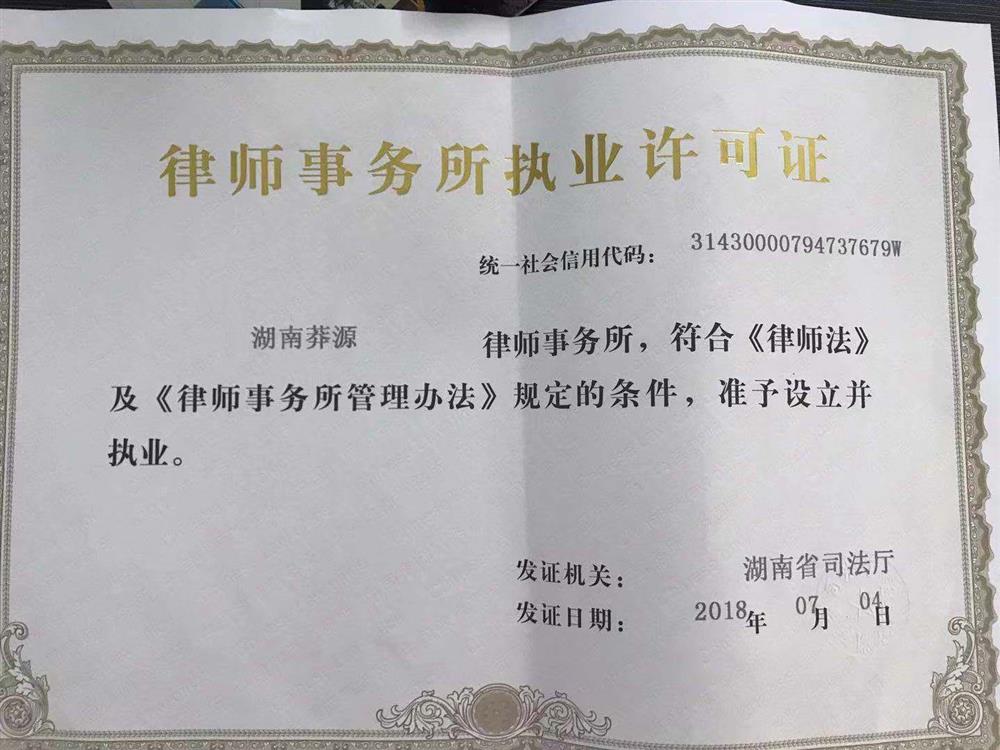 律师事务所执业许可证
统一社会信用代码：31430000794737679W
湖南莽源 律师事务所，符合《律师法》
及《律师事务所管理办法》规定的条件，准予设立并
执业。
发证机关：湖南省司法厅
发证日期：2018年07月04日